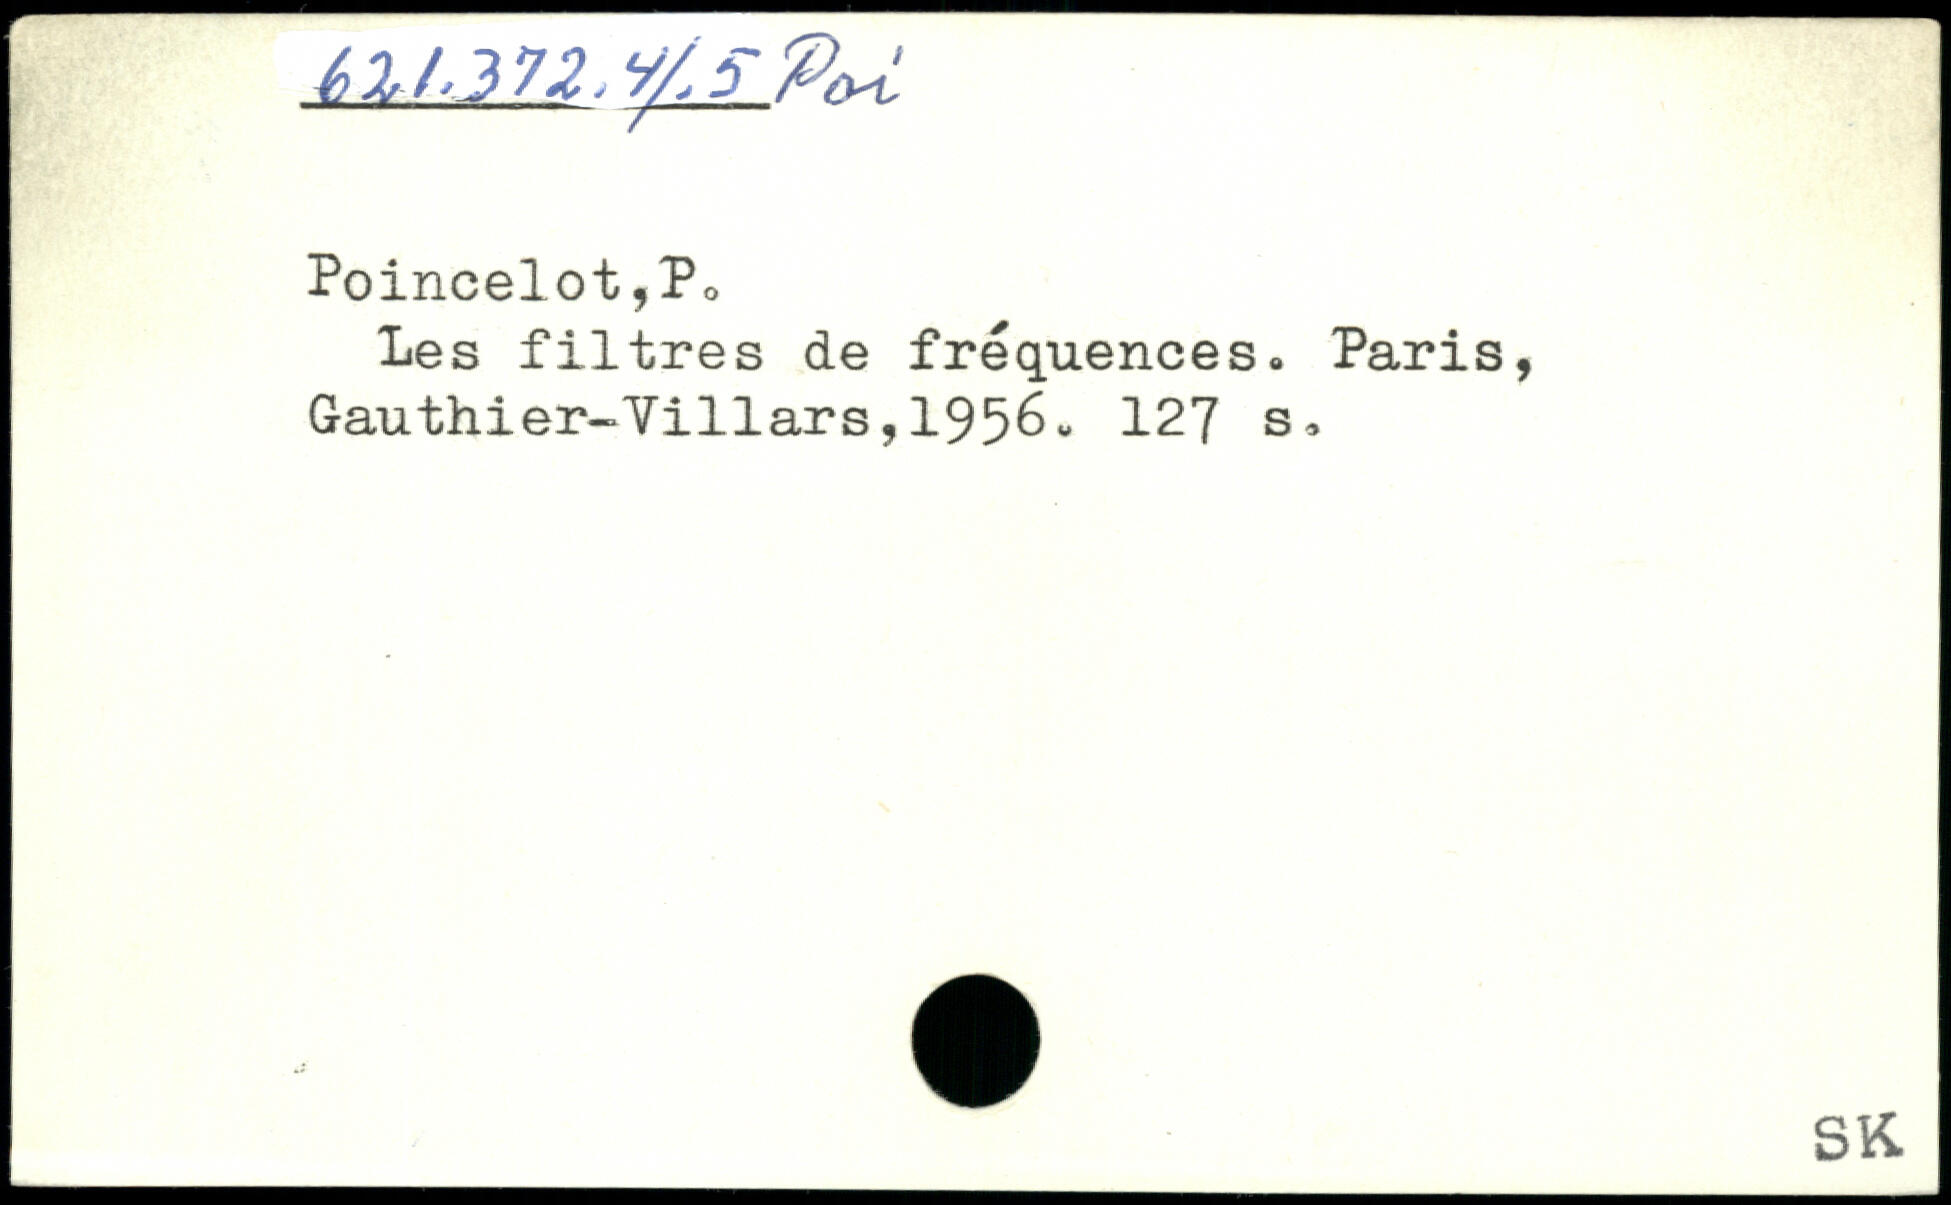 621.372.4/.5 Poi
Poincelot,P.
Les filtres de fréquences. Paris,
Gauthier-Villars,1956. 127 s.
SK